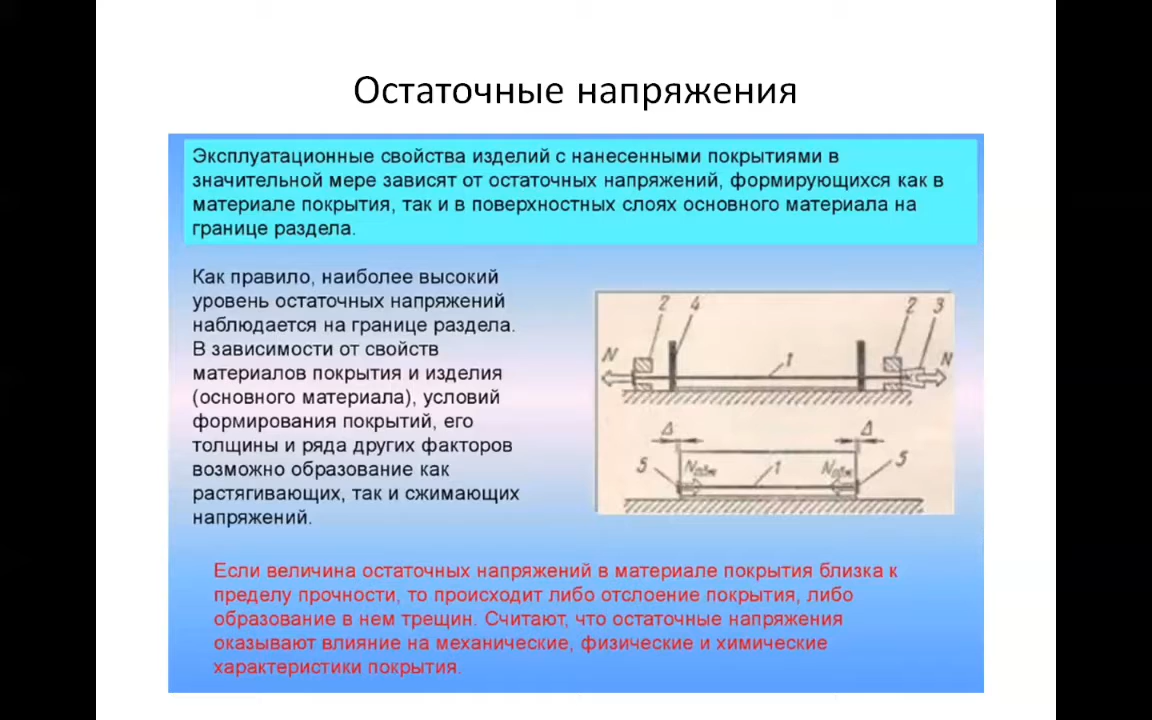 Остаточные напряжения
Эксплуатационные свойства изделий с нанесенными покрытиями в
значительной мере зависят от остаточных напряжений, формирующихся как в
материале покрытия, так и в поверхностных слоях основного материала на
границе раздела.
Как правило, наиболее высокий
уровень остаточных напряжений
наблюдается на границе раздела.
В зависимости от свойств
материалов покрытия и изделия
(основного материала), условий
формирования покрытий, его
толщины и ряда других факторов
возможно образование как
растягивающих, так и сжимающих
напряжений.
2 4 2 3
N 1 N
Δ Δ
5 Nобж 1 Nобж 5
Если величина остаточных напряжений в материале покрытия близка к
пределу прочности, то происходит либо отслоение покрытия, либо
образование в нем трещин. Считают, что остаточные напряжения
оказывают влияние на механические, физические и химические
характеристики покрытия.